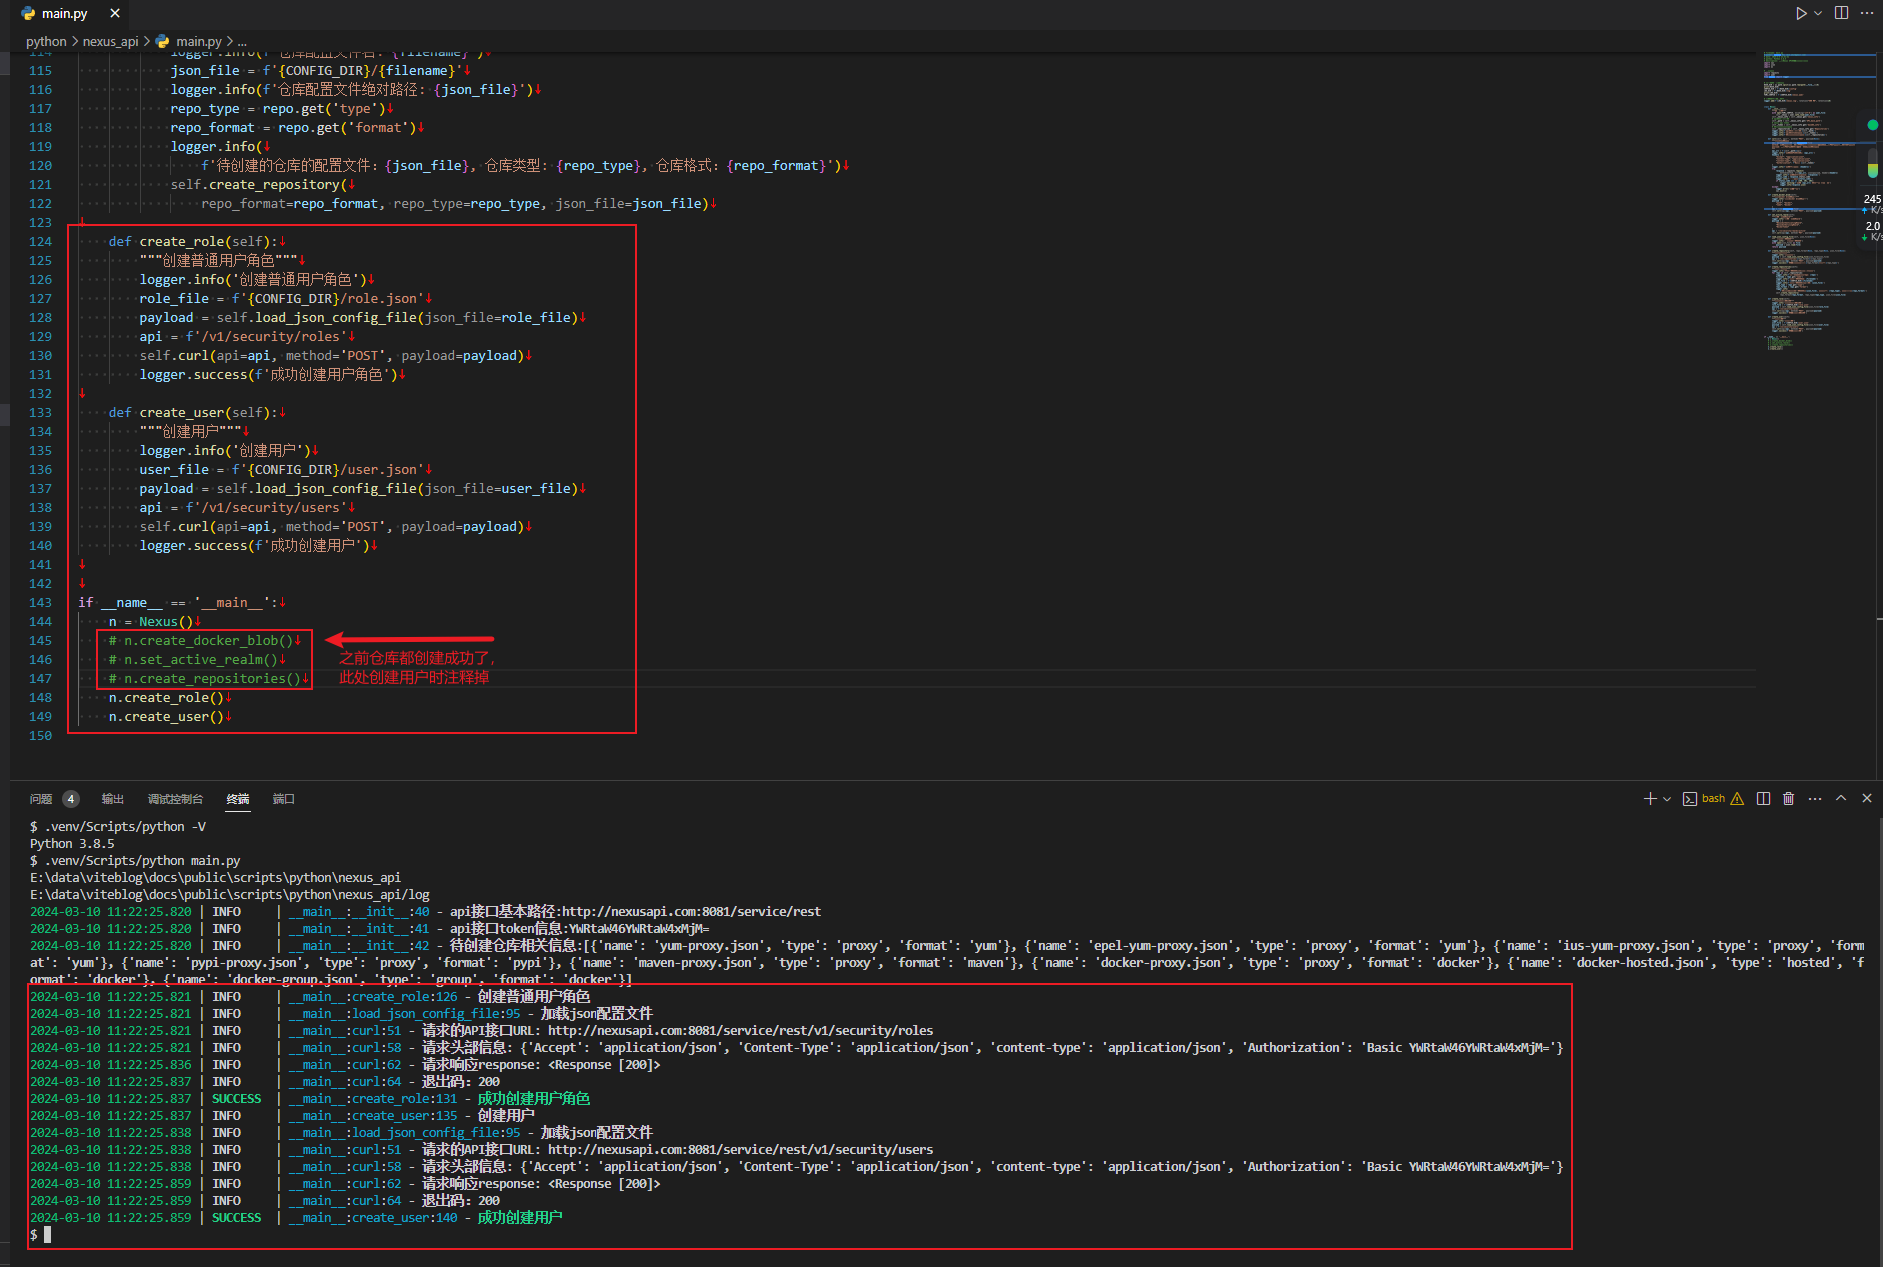 main.py
python > nexus_api > main.py > ...
114 logger.info(f'仓库配置文件名: {filename}')
115 json_file = f'{CONFIG_DIR}/{filename}'
116 logger.info(f'仓库配置文件绝对路径: {json_file}')
117 repo_type = repo.get('type')
118 repo_format = repo.get('format')
119 logger.info(
120 f'待创建的仓库的配置文件: {json_file}, 仓库类型: {repo_type}, 仓库格式: {repo_format}')
121 self.create_repository(
122 repo_format=repo_format, repo_type=repo_type, json_file=json_file)
123
124 def create_role(self):
125 """创建普通用户角色"""
126 logger.info('创建普通用户角色')
127 role_file = f'{CONFIG_DIR}/role.json'
128 payload = self.load_json_config_file(json_file=role_file)
129 api = f'/v1/security/roles'
130 self.curl(api=api, method='POST', payload=payload)
131 logger.success(f'成功创建用户角色')
132
133 def create_user(self):
134 """创建用户"""
135 logger.info('创建用户')
136 user_file = f'{CONFIG_DIR}/user.json'
137 payload = self.load_json_config_file(json_file=user_file)
138 api = f'/v1/security/users'
139 self.curl(api=api, method='POST', payload=payload)
140 logger.success(f'成功创建用户')
141
142
143 if __name__ == '__main__':
144 n = Nexus()
145 # n.create_docker_blob()
146 # n.set_active_realm()
147 # n.create_repositories()
148 n.create_role()
149 n.create_user()
150
之前仓库都创建成功了,
此处创建用户时注释掉
245
K/s
2.0
K/s
问题 4 输出 调试控制台 终端 端口
bash
$ .venv/Scripts/python -V
Python 3.8.5
$ .venv/Scripts/python main.py
E:\data\viteblog\docs\public\scripts\python\nexus_api
E:\data\viteblog\docs\public\scripts\python\nexus_api/log
2024-03-10 11:22:25.820 | INFO | __main__:__init__:40 - api接口基本路径:http://nexusapi.com:8081/service/rest
2024-03-10 11:22:25.820 | INFO | __main__:__init__:41 - api接口token信息:YWRtaW46YWRtaW4xMjM=
2024-03-10 11:22:25.820 | INFO | __main__:__init__:42 - 待创建仓库相关信息:[{'name': 'yum-proxy.json', 'type': 'proxy', 'format': 'yum'}, {'name': 'epel-yum-proxy.json', 'type': 'proxy', 'format': 'yum'}, {'name': 'ius-yum-proxy.json', 'type': 'proxy', 'form
at': 'yum'}, {'name': 'pypi-proxy.json', 'type': 'proxy', 'format': 'pypi'}, {'name': 'maven-proxy.json', 'type': 'proxy', 'format': 'maven'}, {'name': 'docker-proxy.json', 'type': 'proxy', 'format': 'docker'}, {'name': 'docker-hosted.json', 'type': 'hosted', 'f
ormat': 'docker'}, {'name': 'docker-group.json', 'type': 'group', 'format': 'docker'}]
2024-03-10 11:22:25.821 | INFO | __main__:create_role:126 - 创建普通用户角色
2024-03-10 11:22:25.821 | INFO | __main__:load_json_config_file:95 - 加载json配置文件
2024-03-10 11:22:25.821 | INFO | __main__:curl:51 - 请求的API接口URL: http://nexusapi.com:8081/service/rest/v1/security/roles
2024-03-10 11:22:25.821 | INFO | __main__:curl:58 - 请求头部信息: {'Accept': 'application/json', 'Content-Type': 'application/json', 'content-type': 'application/json', 'Authorization': 'Basic YWRtaW46YWRtaW4xMjM='}
2024-03-10 11:22:25.836 | INFO | __main__:curl:62 - 请求响应response: <Response [200]>
2024-03-10 11:22:25.837 | INFO | __main__:curl:64 - 退出码: 200
2024-03-10 11:22:25.837 | SUCCESS | __main__:create_role:131 - 成功创建用户角色
2024-03-10 11:22:25.837 | INFO | __main__:create_user:135 - 创建用户
2024-03-10 11:22:25.838 | INFO | __main__:load_json_config_file:95 - 加载json配置文件
2024-03-10 11:22:25.838 | INFO | __main__:curl:51 - 请求的API接口URL: http://nexusapi.com:8081/service/rest/v1/security/users
2024-03-10 11:22:25.838 | INFO | __main__:curl:58 - 请求头部信息: {'Accept': 'application/json', 'Content-Type': 'application/json', 'content-type': 'application/json', 'Authorization': 'Basic YWRtaW46YWRtaW4xMjM='}
2024-03-10 11:22:25.859 | INFO | __main__:curl:62 - 请求响应response: <Response [200]>
2024-03-10 11:22:25.859 | INFO | __main__:curl:64 - 退出码: 200
2024-03-10 11:22:25.859 | SUCCESS | __main__:create_user:140 - 成功创建用户
$